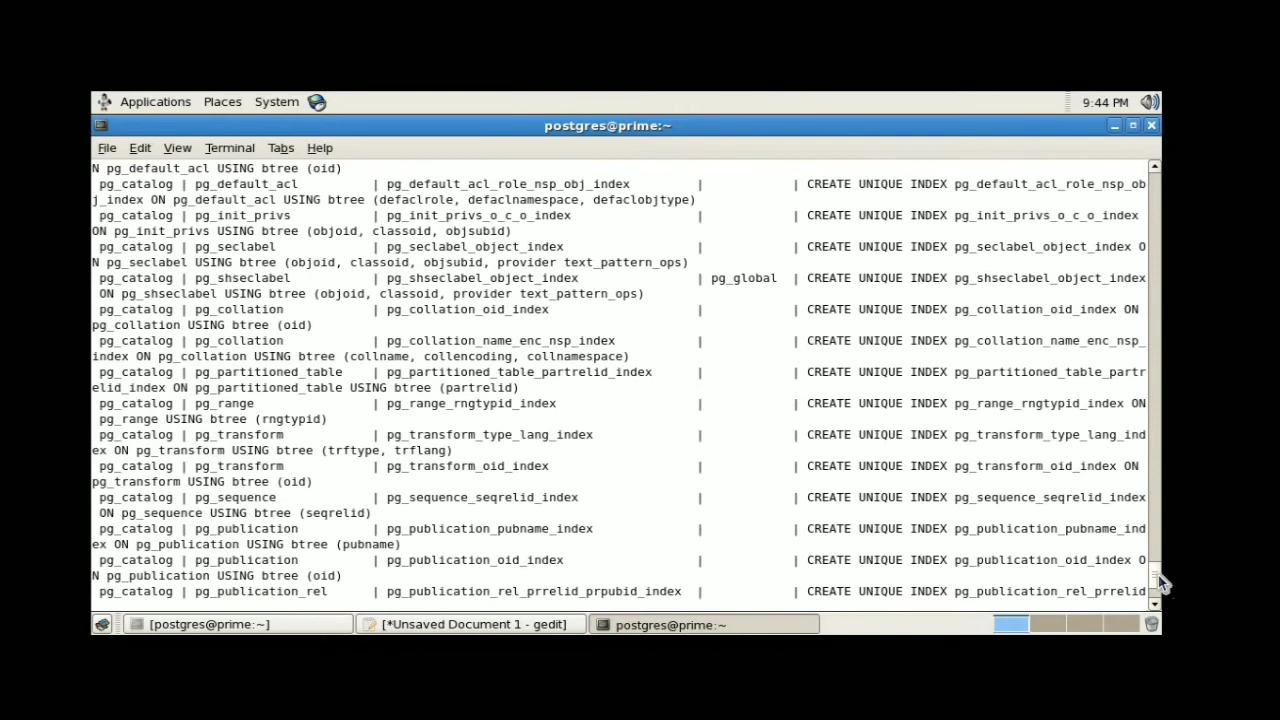 Applications Places System 9:44 PM
postgres@prime:~
File Edit View Terminal Tabs Help
N pg_default_acl USING btree (oid)
pg_catalog | pg_default_acl | pg_default_acl_role_nsp_obj_index | | CREATE UNIQUE INDEX pg_default_acl_role_nsp_ob
j_index ON pg_default_acl USING btree (defaclrole, defaclnamespace, defaclobjtype)
pg_catalog | pg_init_privs | pg_init_privs_o_c_o_index | | CREATE UNIQUE INDEX pg_init_privs_o_c_o_index
ON pg_init_privs USING btree (objoid, classoid, objsubid)
pg_catalog | pg_seclabel | pg_seclabel_object_index | | CREATE UNIQUE INDEX pg_seclabel_object_index O
N pg_seclabel USING btree (objoid, classoid, objsubid, provider text_pattern_ops)
pg_catalog | pg_shseclabel | pg_shseclabel_object_index | pg_global | CREATE UNIQUE INDEX pg_shseclabel_object_index
ON pg_shseclabel USING btree (objoid, classoid, provider text_pattern_ops)
pg_catalog | pg_collation | pg_collation_oid_index | | CREATE UNIQUE INDEX pg_collation_oid_index ON
pg_collation USING btree (oid)
pg_catalog | pg_collation | pg_collation_name_enc_nsp_index | | CREATE UNIQUE INDEX pg_collation_name_enc_nsp_
index ON pg_collation USING btree (collname, collencoding, collnamespace)
pg_catalog | pg_partitioned_table | pg_partitioned_table_partrelid_index | | CREATE UNIQUE INDEX pg_partitioned_table_partr
elid_index ON pg_partitioned_table USING btree (partrelid)
pg_catalog | pg_range | pg_range_rngtypid_index | | CREATE UNIQUE INDEX pg_range_rngtypid_index ON
pg_range USING btree (rngtypid)
pg_catalog | pg_transform | pg_transform_type_lang_index | | CREATE UNIQUE INDEX pg_transform_type_lang_ind
ex ON pg_transform USING btree (trftype, trflang)
pg_catalog | pg_transform | pg_transform_oid_index | | CREATE UNIQUE INDEX pg_transform_oid_index ON
pg_transform USING btree (oid)
pg_catalog | pg_sequence | pg_sequence_seqrelid_index | | CREATE UNIQUE INDEX pg_sequence_seqrelid_index
ON pg_sequence USING btree (seqrelid)
pg_catalog | pg_publication | pg_publication_pubname_index | | CREATE UNIQUE INDEX pg_publication_pubname_ind
ex ON pg_publication USING btree (pubname)
pg_catalog | pg_publication | pg_publication_oid_index | | CREATE UNIQUE INDEX pg_publication_oid_index O
N pg_publication USING btree (oid)
pg_catalog | pg_publication_rel | pg_publication_rel_prrelid_prpubid_index | | CREATE UNIQUE INDEX pg_publication_rel_prrelid
[postgres@prime:~] [*Unsaved Document 1 - gedit] postgres@prime:~